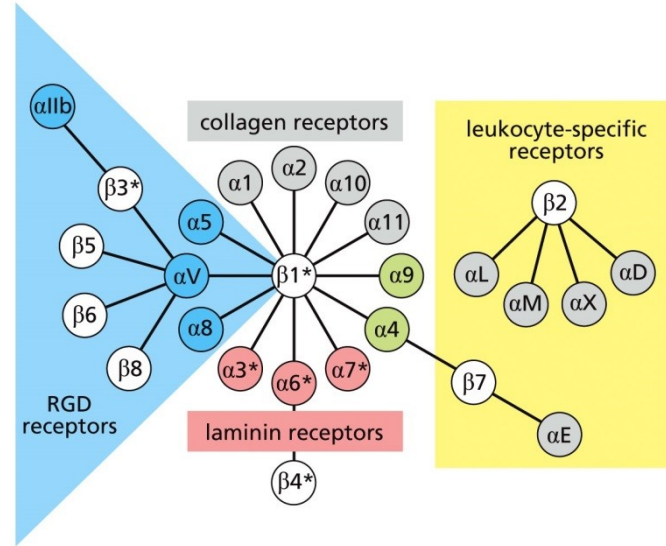 αIIb
collagen receptors
leukocyte-specific
receptors
β3*
α1
α2
α10
β2
α5
α11
β5
αV
β1*
α9
αL
αM
αX
αD
β6
α8
α4
β8
α3*
α6*
α7*
β7
RGD
receptors
laminin receptors
αE
β4*